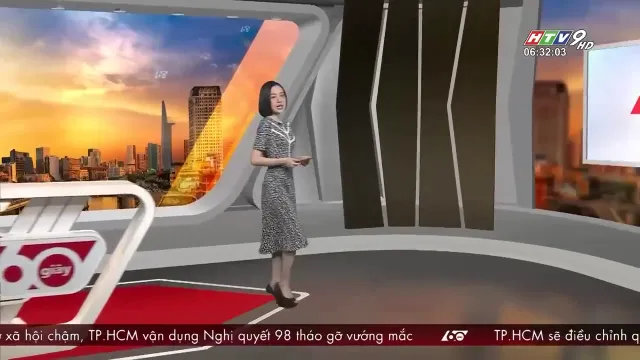 HTV9 HD
06:32:03
60
giây
xã hội chậm, TP.HCM vận dụng Nghị quyết 98 tháo gỡ vướng mắc 60 TP.HCM sẽ điều chỉnh q